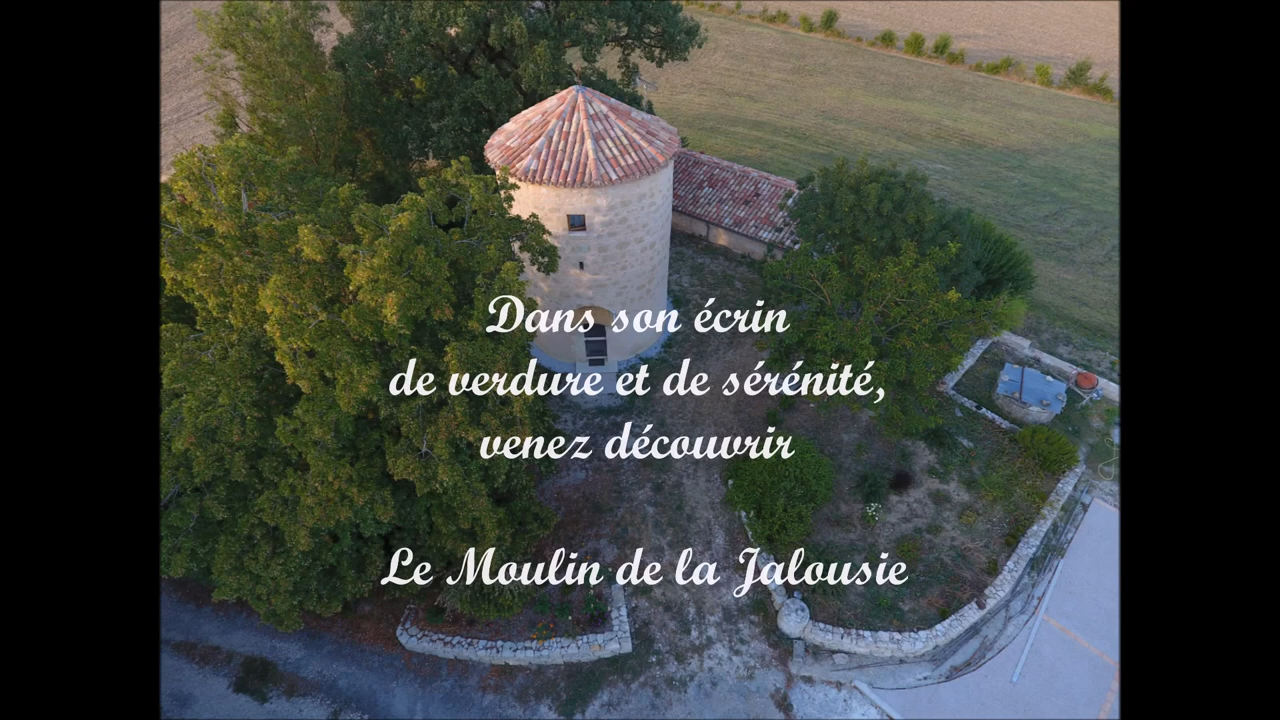 Dans son écrin
de verdure et de sérénité,
venez découvrir
Le Moulin de la Jalousie